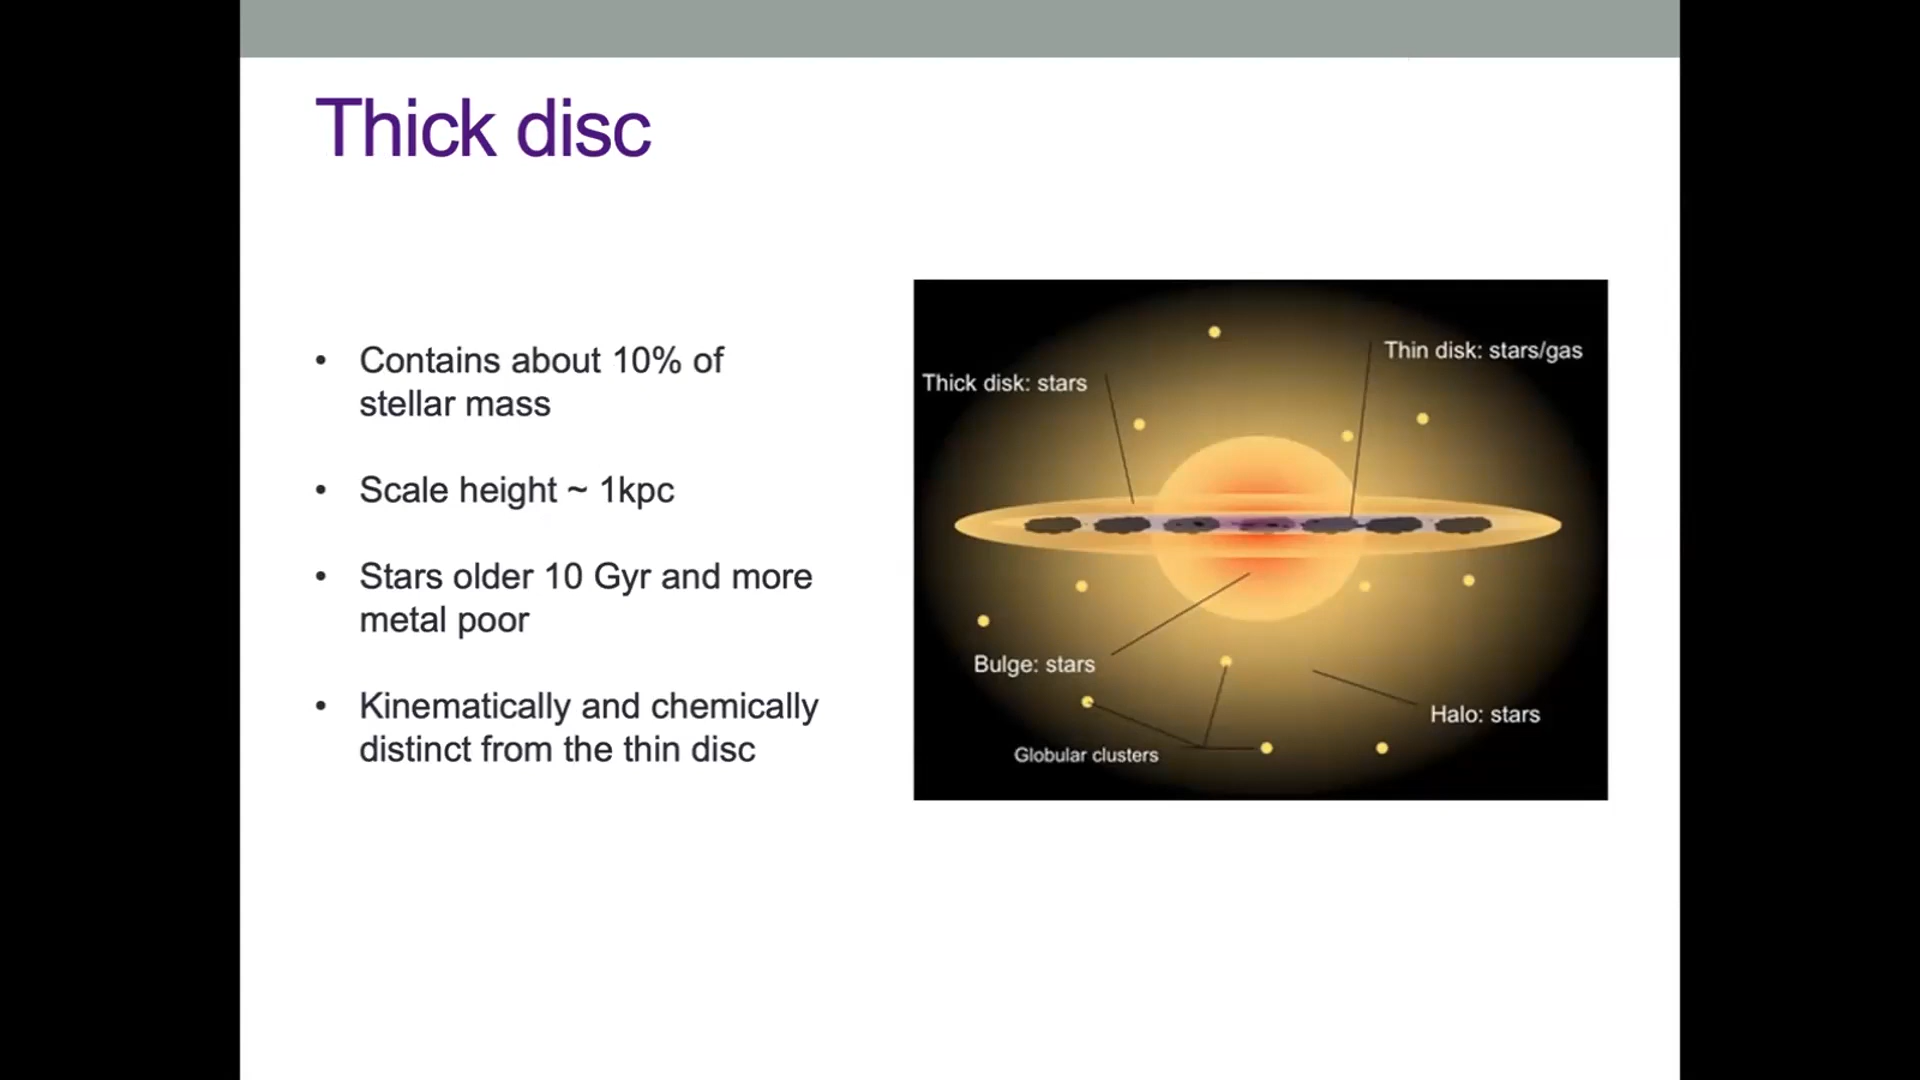 Thick disc
• Contains about 10% of
stellar mass
• Scale height ~ 1kpc
• Stars older 10 Gyr and more
metal poor
• Kinematically and chemically
distinct from the thin disc
Thin disk: stars/gas
Thick disk: stars
Bulge: stars
Halo: stars
Globular clusters